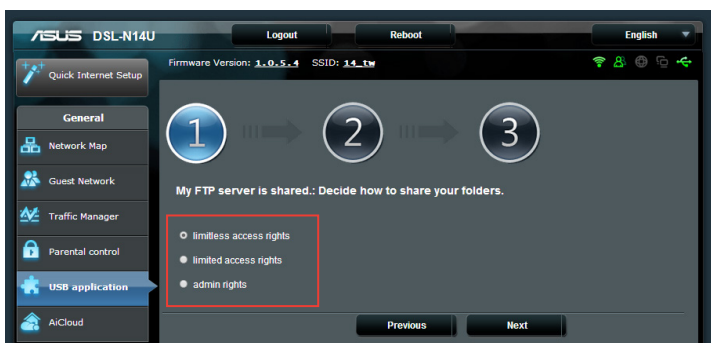 ASUS DSL-N14U Logout Reboot English
Quick Internet Setup
Firmware Version: 1.0.5.4 SSID: 14_tw
General
Network Map
Guest Network
Traffic Manager
Parental control
USB application
AiCloud
1 2 3
My FTP server is shared.: Decide how to share your folders.
limitless access rights
limited access rights
admin rights
Previous Next